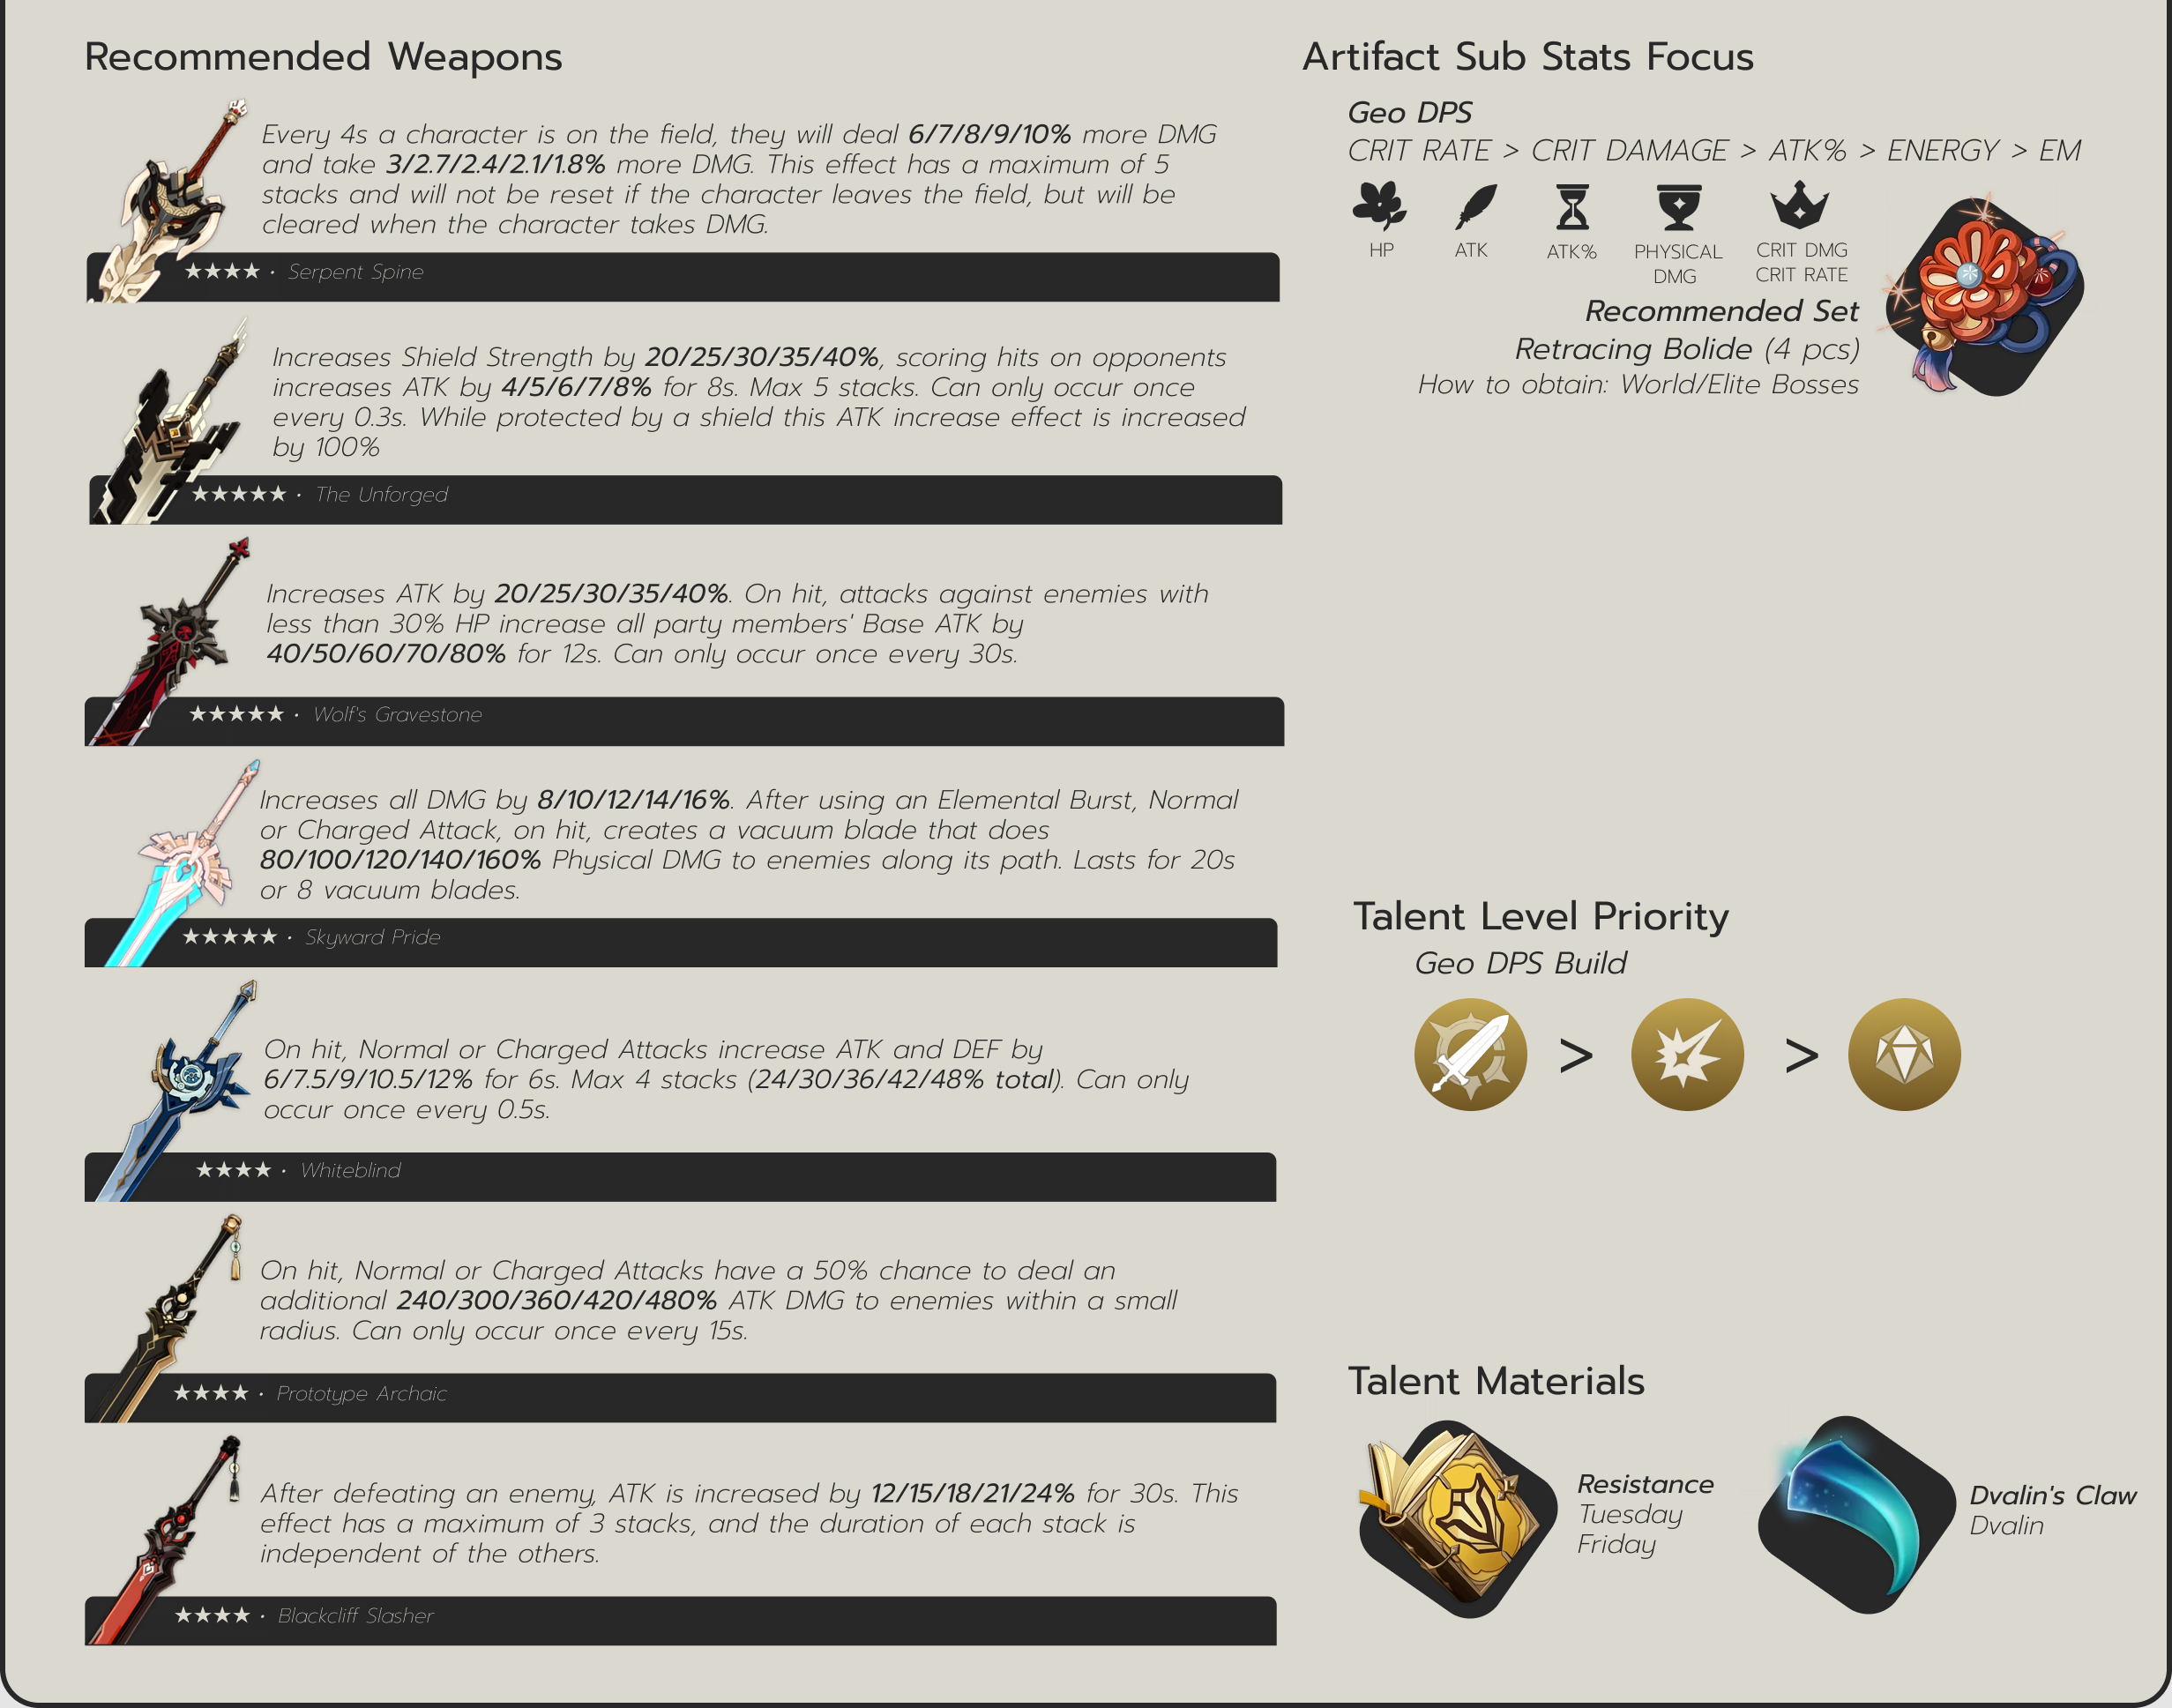 Recommended Weapons
Every 4s a character is on the field, they will deal 6/7/8/9/10% more DMG
and take 3/2.7/2.4/2.1/1.8% more DMG. This effect has a maximum of 5
stacks and will not be reset if the character leaves the field, but will be
cleared when the character takes DMG.
★★★★ · Serpent Spine
Increases Shield Strength by 20/25/30/35/40%, scoring hits on opponents
increases ATK by 4/5/6/7/8% for 8s. Max 5 stacks. Can only occur once
every 0.3s. While protected by a shield this ATK increase effect is increased
by 100%
★★★★★ · The Unforged
Increases ATK by 20/25/30/35/40%. On hit, attacks against enemies with
less than 30% HP increase all party members' Base ATK by
40/50/60/70/80% for 12s. Can only occur once every 30s.
★★★★★ · Wolf's Gravestone
Increases all DMG by 8/10/12/14/16%. After using an Elemental Burst, Normal
or Charged Attack, on hit, creates a vacuum blade that does
80/100/120/140/160% Physical DMG to enemies along its path. Lasts for 20s
or 8 vacuum blades.
★★★★★ · Skyward Pride
On hit, Normal or Charged Attacks increase ATK and DEF by
6/7.5/9/10.5/12% for 6s. Max 4 stacks (24/30/36/42/48% total). Can only
occur once every 0.5s.
★★★★ · Whiteblind
On hit, Normal or Charged Attacks have a 50% chance to deal an
additional 240/300/360/420/480% ATK DMG to enemies within a small
radius. Can only occur once every 15s.
★★★★ · Prototype Archaic
After defeating an enemy, ATK is increased by 12/15/18/21/24% for 30s. This
effect has a maximum of 3 stacks, and the duration of each stack is
independent of the others.
★★★★ · Blackcliff Slasher
Artifact Sub Stats Focus
Geo DPS
CRIT RATE > CRIT DAMAGE > ATK% > ENERGY > EM
HP
ATK
ATK%
PHYSICAL
DMG
CRIT DMG
CRIT RATE
Recommended Set
Retracing Bolide (4 pcs)
How to obtain: World/Elite Bosses
Talent Level Priority
Geo DPS Build
> >
Talent Materials
Resistance
Tuesday
Friday
Dvalin's Claw
Dvalin